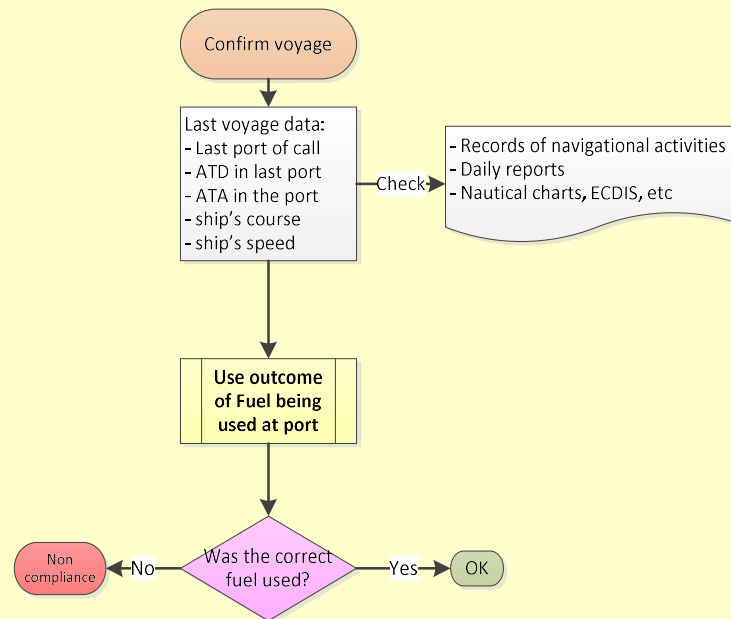 Confirm voyage
Last voyage data:
- Last port of call
- ATD in last port
- ATA in the port
- ship's course
- ship's speed
Check
- Records of navigational activities
- Daily reports
- Nautical charts, ECDIS, etc
Use outcome
of Fuel being
used at port
Was the correct
fuel used?
No
Non
compliance
Yes
OK